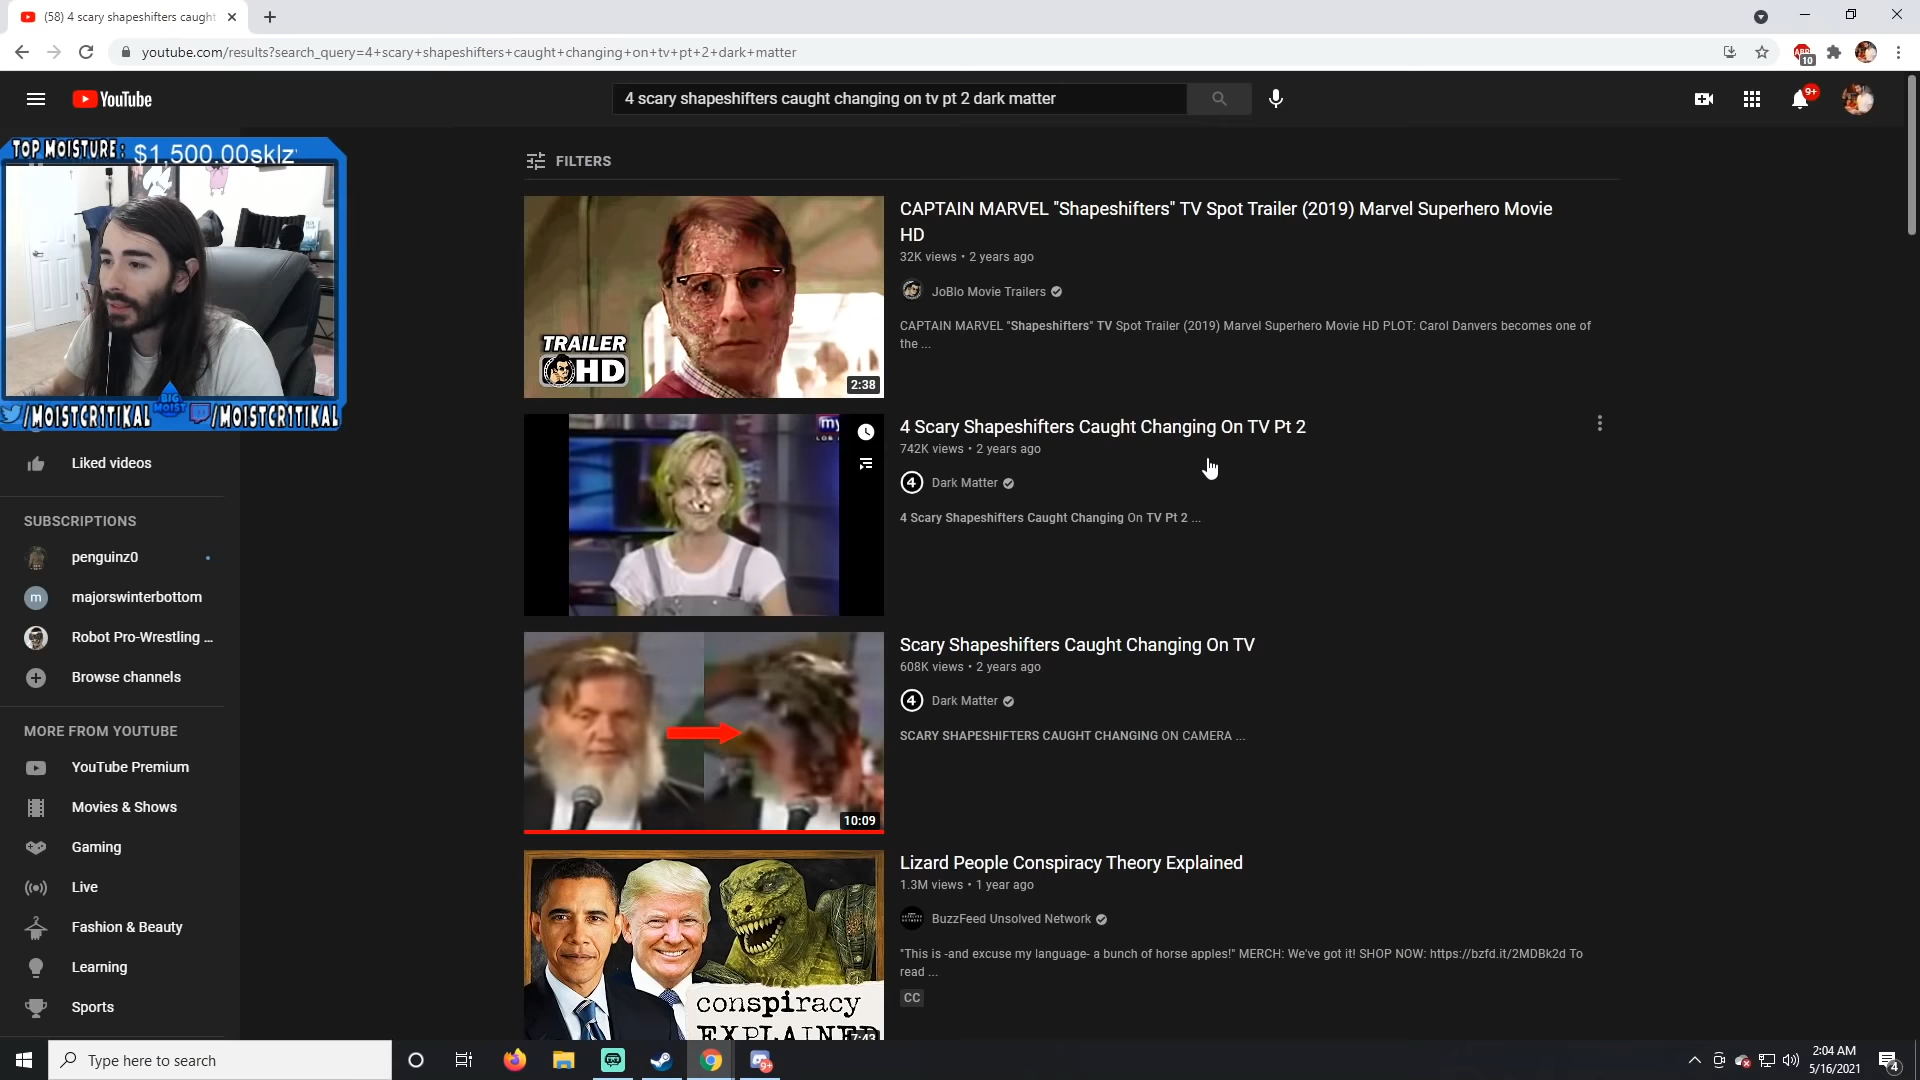 (58) 4 scary shapeshifters caught
youtube.com/results?search_query=4+scary+shapeshifters+caught+changing+on+tv+pt+2+dark+matter
10
YouTube
4 scary shapeshifters caught changing on tv pt 2 dark matter
9+
TOP MOISTURE: $1,500.00sklz
BIG
MOIST
/MOISTCR1TIKAL
/MOISTCR1TIKAL
Liked videos
SUBSCRIPTIONS
penguinz0
m
majorswinterbottom
Robot Pro-Wrestling ...
Browse channels
MORE FROM YOUTUBE
YouTube Premium
Movies & Shows
Gaming
Live
Fashion & Beauty
Learning
Sports
FILTERS
TRAILER
HD
2:38
CAPTAIN MARVEL "Shapeshifters" TV Spot Trailer (2019) Marvel Superhero Movie
HD
32K views • 2 years ago
JoBlo Movie Trailers
CAPTAIN MARVEL "Shapeshifters" TV Spot Trailer (2019) Marvel Superhero Movie HD PLOT: Carol Danvers becomes one of
the ...
my
4 Scary Shapeshifters Caught Changing On TV Pt 2
742K views • 2 years ago
4
Dark Matter
4 Scary Shapeshifters Caught Changing On TV Pt 2 ...
10:09
Scary Shapeshifters Caught Changing On TV
608K views • 2 years ago
4
Dark Matter
SCARY SHAPESHIFTERS CAUGHT CHANGING ON CAMERA ...
conspiracy
EXPLAINED
Lizard People Conspiracy Theory Explained
1.3M views • 1 year ago
BuzzFeed Unsolved Network
"This is -and excuse my language- a bunch of horse apples!" MERCH: We've got it! SHOP NOW: https://bzfd.it/2MDBk2d To
read ...
CC
Type here to search
9+
2:04 AM
5/16/2021
4